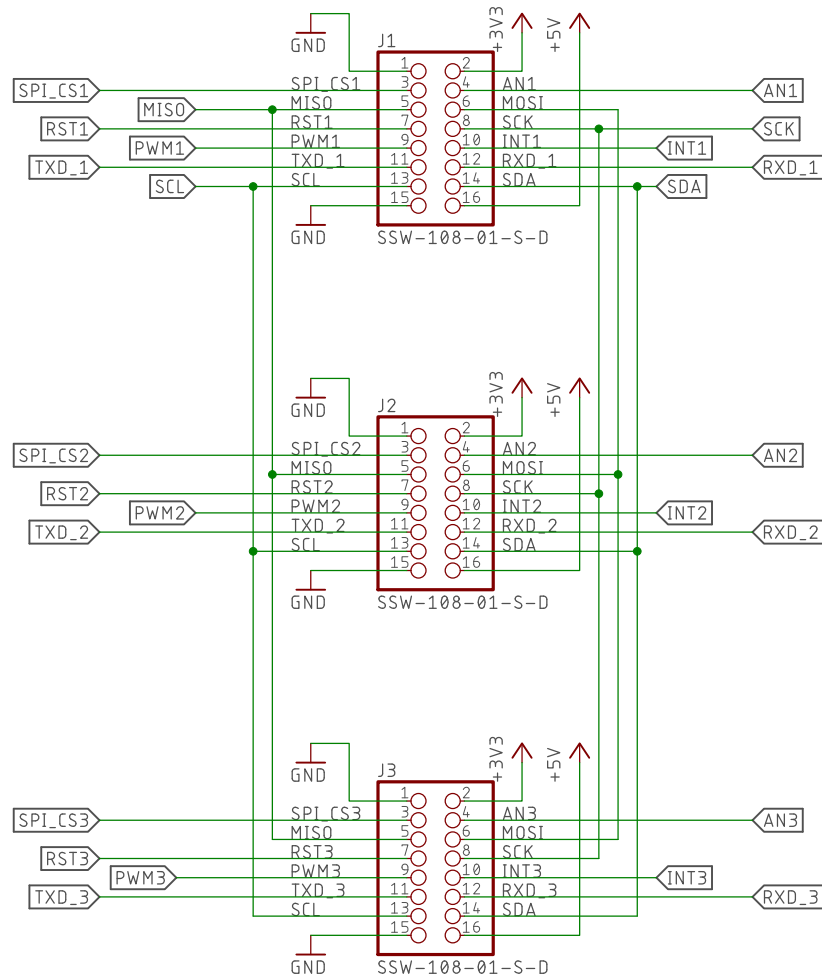 +3V3 +5V
GND J1
1 2
SPI_CS1 SPI_CS1 3 4 AN1 AN1
MISO MISO 5 6 MOSI
RST1 RST1 7 8 SCK SCK
PWM1 PWM1 9 10 INT1 INT1
TXD_1 TXD_1 11 12 RXD_1 RXD_1
SCL SCL 13 14 SDA SDA
15 16
GND SSW-108-01-S-D
+3V3 +5V
GND J2
1 2
SPI_CS2 SPI_CS2 3 4 AN2 AN2
MISO 5 6 MOSI
RST2 RST2 7 8 SCK
PWM2 PWM2 9 10 INT2 INT2
TXD_2 TXD_2 11 12 RXD_2 RXD_2
SCL 13 14 SDA
15 16
GND SSW-108-01-S-D
+3V3 +5V
GND J3
1 2
SPI_CS3 SPI_CS3 3 4 AN3 AN3
MISO 5 6 MOSI
RST3 RST3 7 8 SCK
PWM3 PWM3 9 10 INT3 INT3
TXD_3 TXD_3 11 12 RXD_3 RXD_3
SCL 13 14 SDA
15 16
GND SSW-108-01-S-D